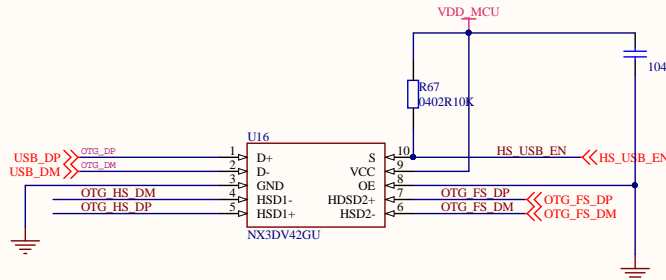 VDD_MCU
R67
0402R10K
104
U16
USB_DP
OTG_DP
1
D+
S
10
HS_USB_EN
HS_USB_EN
USB_DM
OTG_DM
2
D-
VCC
9
3
GND
OE
8
OTG_HS_DM
4
HSD1-
HDSD2+
7
OTG_FS_DP
OTG_FS_DP
OTG_HS_DP
5
HSD1+
HSD2-
6
OTG_FS_DM
OTG_FS_DM
NX3DV42GU